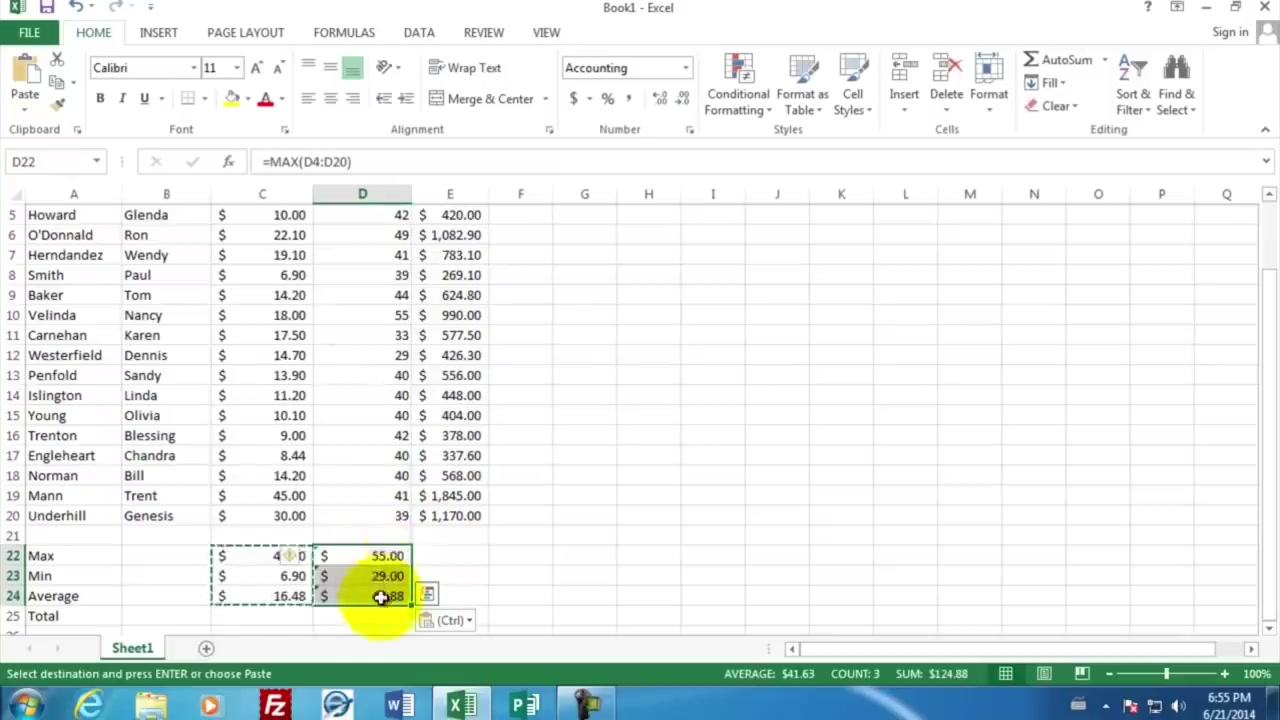 Book1 - Excel
?
FILE HOME INSERT PAGE LAYOUT FORMULAS DATA REVIEW VIEW Sign in
Calibri 11 Wrap Text Accounting AutoSum
Paste B I U Merge & Center $ % , Conditional Formatting Format as Table Cell Styles Insert Delete Format Fill Clear Sort & Filter Find & Select
Clipboard Font Alignment Number Styles Cells Editing
D22 fx =MAX(D4:D20)
A B C D E F G H I J K L M N O P Q
5 Howard Glenda $ 10.00 42 $ 420.00
6 O'Donnald Ron $ 22.10 49 $ 1,082.90
7 Herndandez Wendy $ 19.10 41 $ 783.10
8 Smith Paul $ 6.90 39 $ 269.10
9 Baker Tom $ 14.20 44 $ 624.80
10 Velinda Nancy $ 18.00 55 $ 990.00
11 Carnehan Karen $ 17.50 33 $ 577.50
12 Westerfield Dennis $ 14.70 29 $ 426.30
13 Penfold Sandy $ 13.90 40 $ 556.00
14 Islington Linda $ 11.20 40 $ 448.00
15 Young Olivia $ 10.10 40 $ 404.00
16 Trenton Blessing $ 9.00 42 $ 378.00
17 Engleheart Chandra $ 8.44 40 $ 337.60
18 Norman Bill $ 14.20 40 $ 568.00
19 Mann Trent $ 45.00 41 $ 1,845.00
20 Underhill Genesis $ 30.00 39 $ 1,170.00
21
22 Max $ $ 55.00
23 Min $ 6.90 $ 29.00
24 Average $ 16.48 $
25 Total
(Ctrl)
Sheet1
Select destination and press ENTER or choose Paste AVERAGE: $41.63 COUNT: 3 SUM: $124.88 100%
6:55 PM
6/21/2014